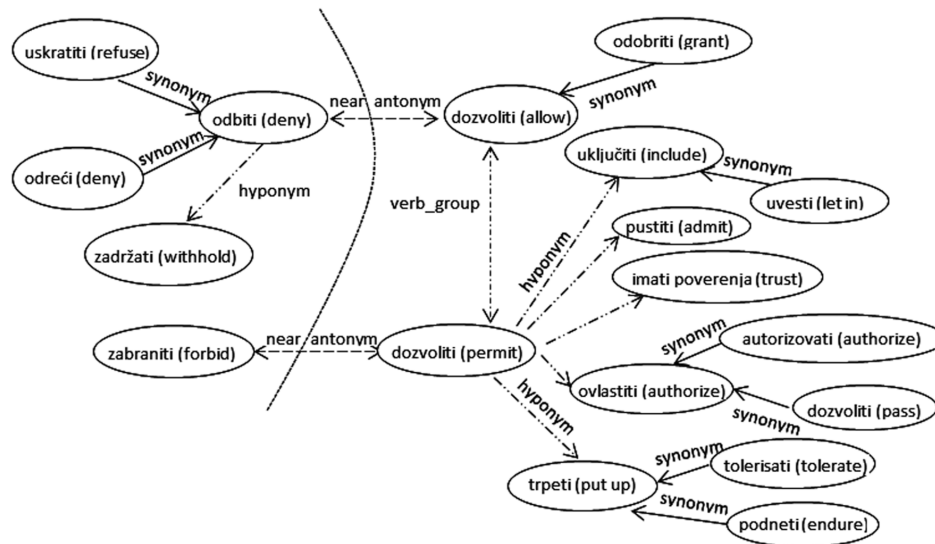 uskratiti (refuse)
synonym
odbiti (deny)
synonym
odreći (deny)
hyponym
zadržati (withhold)
near antonym
dozvoliti (allow)
odobriti (grant)
synonym
verb_group
uključiti (include)
synonym
uvesti (let in)
pustiti (admit)
imati poverenja (trust)
hyponym
zabraniti (forbid)
near antonym
dozvoliti (permit)
hyponym
ovlastiti (authorize)
synonym
autorizovati (authorize)
dozvoliti (pass)
synonym
trpeti (put up)
synonym
tolerisati (tolerate)
synonym
podneti (endure)